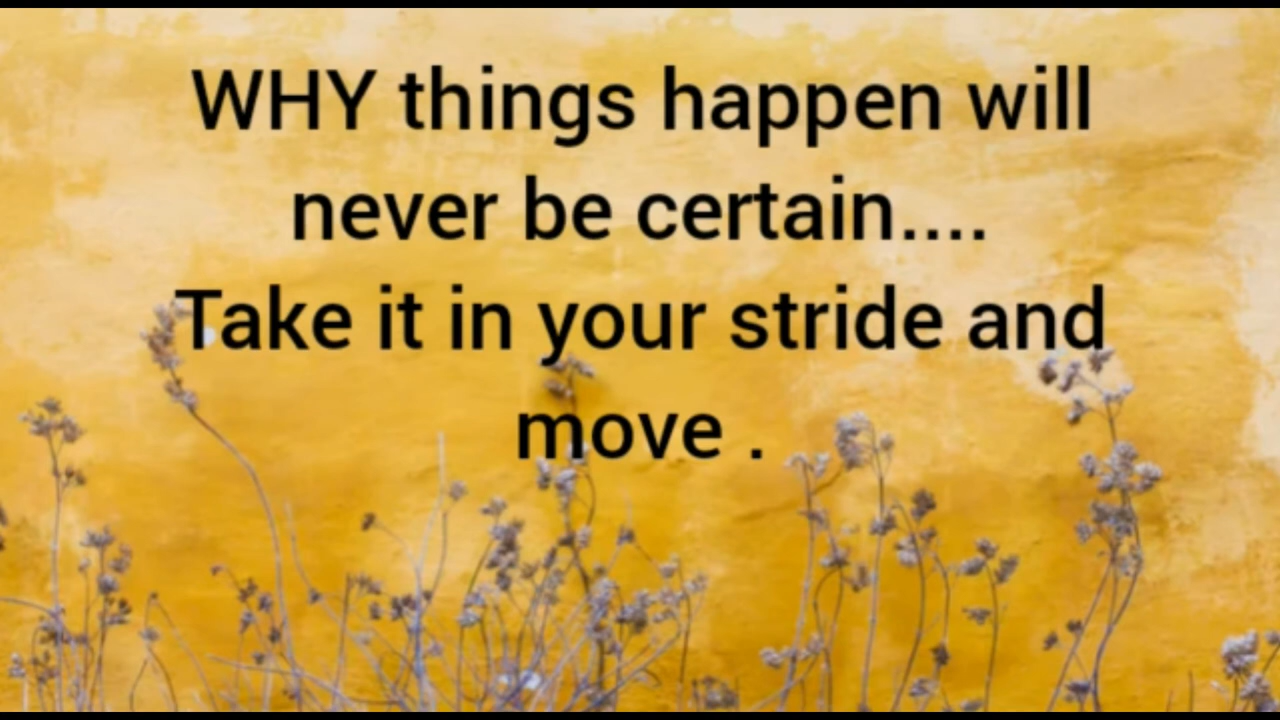 WHY things happen will
never be certain....
Take it in your stride and
move .